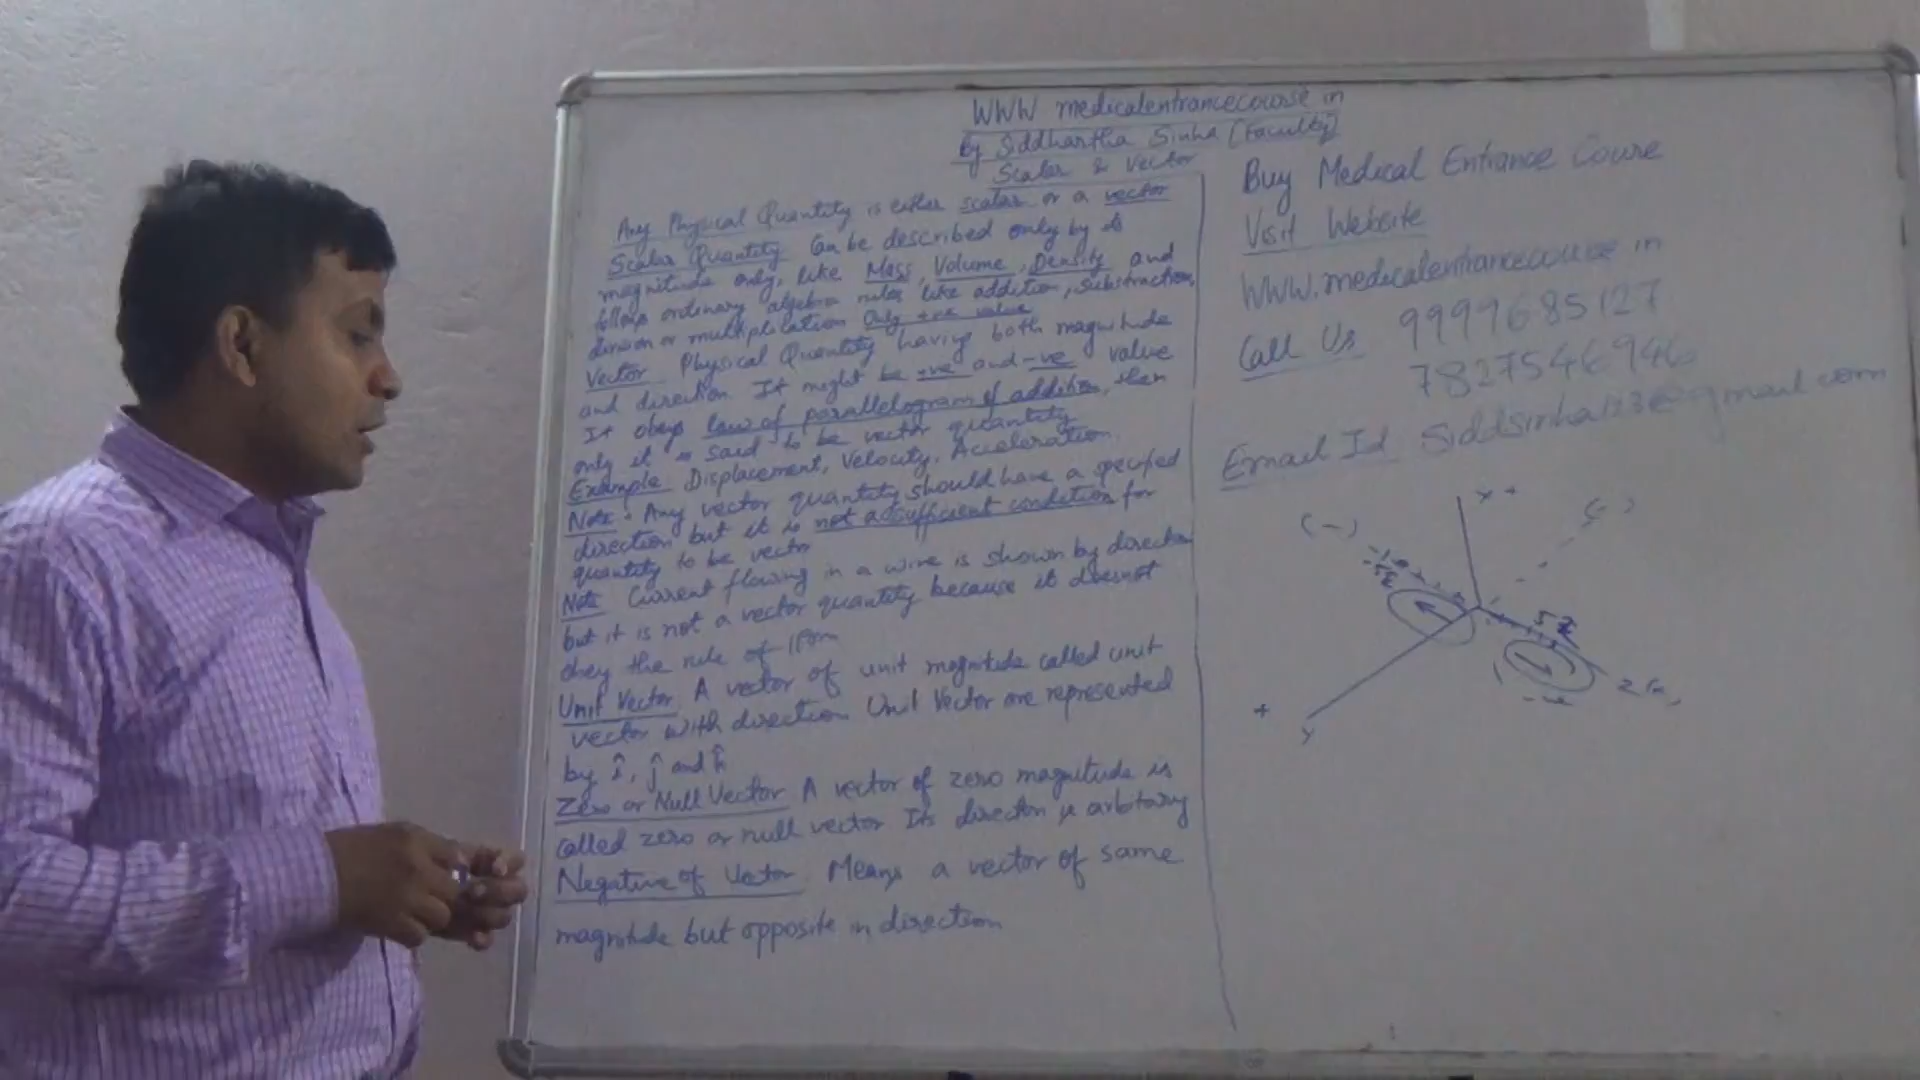 WWW medicalentrancecourse in
by Siddhartha Sinha [Faculty]
Scalar & Vector
Any Physical Quantity is either scalar or a vector
Scalar Quantity Can be described only by its
magnitude only, like Mass, Volume, Density and
follows ordinary algebra rules like addition, substraction,
division or multiplication Only +ve value
Vector Physical Quantity having both magnitude
and direction It might be +ve and -ve value
It obeys law of parallelogram of addition, then
only it is said to be vector quantity
Example Displacement, Velocity, Acceleration
Note: Any vector quantity should have a specified
direction but it is not a sufficient condition for
quantity to be vector
Note Current flowing in a wire is shown by direction
but it is not a vector quantity because it doesnot
obey the rule of
Unit Vector A vector of unit magnitude called unit
vector with direction Unit Vector are represented
by î, ĵ and k̂
Zero or Null Vector A vector of zero magnitude is
called zero or null vector Its direction is arbitary
Negative of Vector Means a vector of same
magnitude but opposite in direction
Buy Medical Entrance Course
Visit Website
WWW.medicalentrancecourse in
Call Us 9999685127
7827546946
Email Id Siddsinha123@gmail com
x +
(-)
(-)
5
z
-ve
+
y